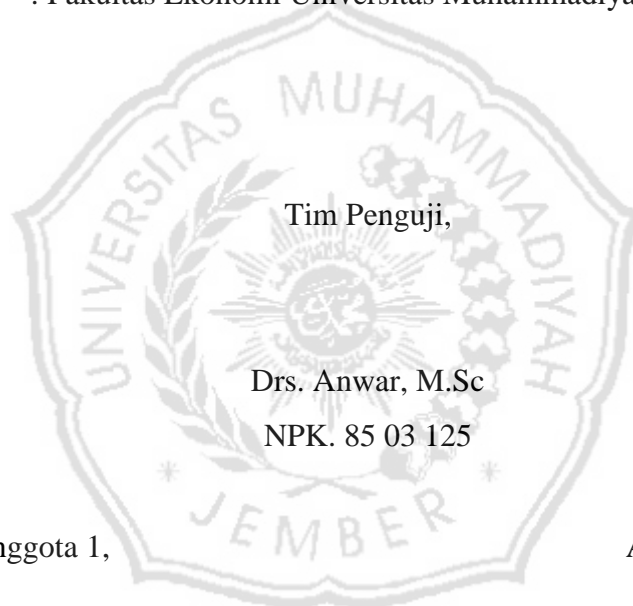 : Fakultas Ekonomi Universitas Muhammadiya
UNIVERSITAS MUHAMMADIYAH
Tim Penguji,
Drs. Anwar, M.Sc
NPK. 85 03 125
* JEMBER *
nggota 1,
A